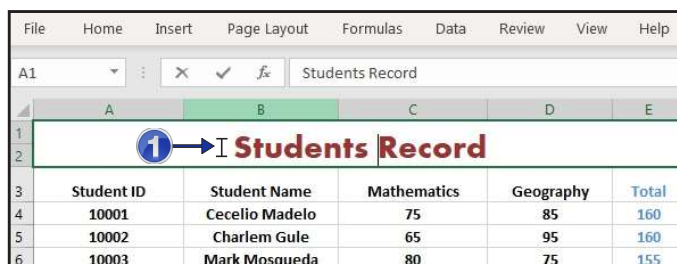 File Home Insert Page Layout Formulas Data Review View Help
A1 fx Students Record
A B C D E
1
1 Students Record
2
3 Student ID Student Name Mathematics Geography Total
4 10001 Cecelio Madelo 75 85 160
5 10002 Charlem Gule 65 95 160
6 10003 Mark Mosqueda 80 75 155